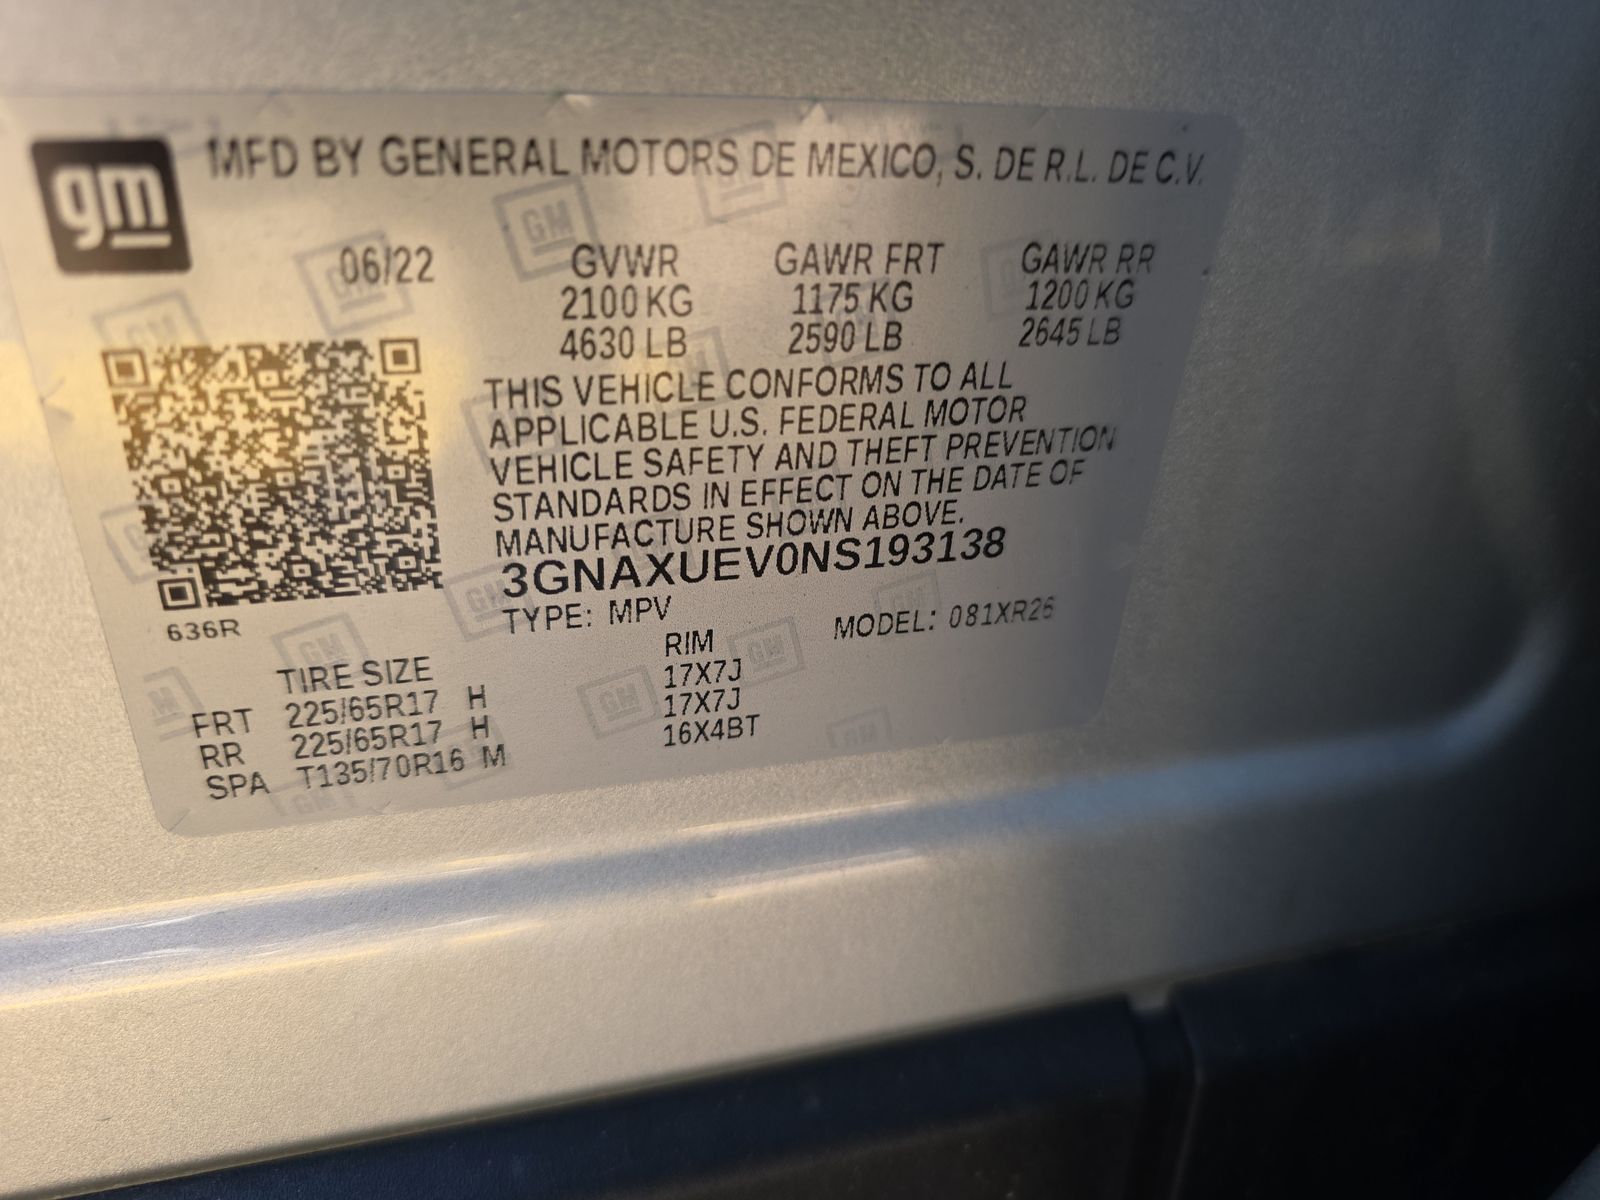 gm
MFD BY GENERAL MOTORS DE MEXICO, S. DE R.L. DE C.V.
06/22 GVWR GAWR FRT GAWR RR
2100 KG 1175 KG 1200 KG
4630 LB 2590 LB 2645 LB
THIS VEHICLE CONFORMS TO ALL
APPLICABLE U.S. FEDERAL MOTOR
VEHICLE SAFETY AND THEFT PREVENTION
STANDARDS IN EFFECT ON THE DATE OF
MANUFACTURE SHOWN ABOVE.
3GNAXUEV0NS193138
TYPE: MPV MODEL: 081XR26
636R
TIRE SIZE RIM
FRT 225/65R17 H 17X7J
RR 225/65R17 H 17X7J
SPA T135/70R16 M 16X4BT